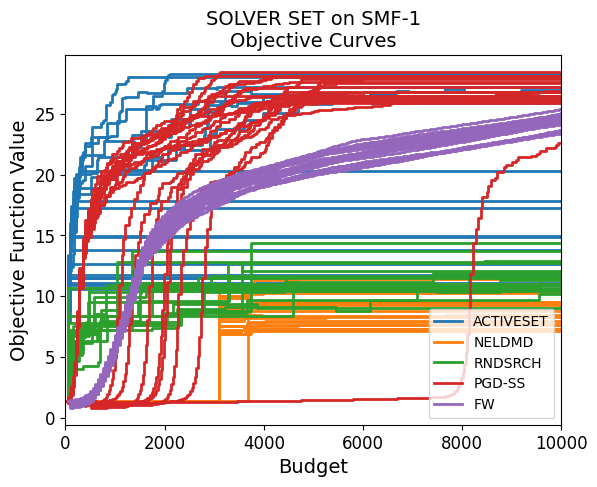 SOLVER SET on SMF-1
Objective Curves
Objective Function Value
25
20
15
10
5
0
0 2000 4000 6000 8000 10000
Budget
ACTIVESET
NELDMD
RNDSRCH
PGD-SS
FW